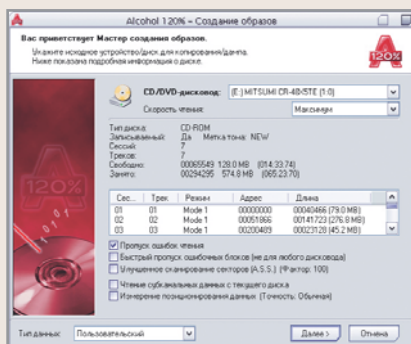 Alcohol 120% – Создание образов
Вас приветствует Мастер создания образов.
Укажите исходное устройство/диск для копирования/дампа.
Ниже показана подробная информация о диске.
120%
CD/DVD-дисковод: (E:) MITSUMI CR-48X5TE (1:0)
Скорость чтения: Максимум
Тип диска: CD-ROM
Записываемый: Да Метка тома: NEW
Сессий: 7
Треков: 7
Свободно: 00065549 128.0 MB (014:33.74)
Занято: 00294295 574.8 MB (065:23.70)
Сес... Трек Режим Адрес Длина
01 01 Mode 1 00000000 00040466 (79.0 MB)
02 02 Mode 1 00051866 00141723 (276.8 MB)
03 03 Mode 1 00200489 00023128 (45.2 MB)
120%
Пропуск ошибок чтения
Быстрый пропуск ошибочных блоков (не для любого дисковода)
Улучшенное сканирование секторов (A.S.S.) (Фактор: 100)
Чтение субканальных данных с текущего диска
Измерение позиционирования данных (Точность: Обычная)
Тип данных: Пользовательский
Далее >
Отмена